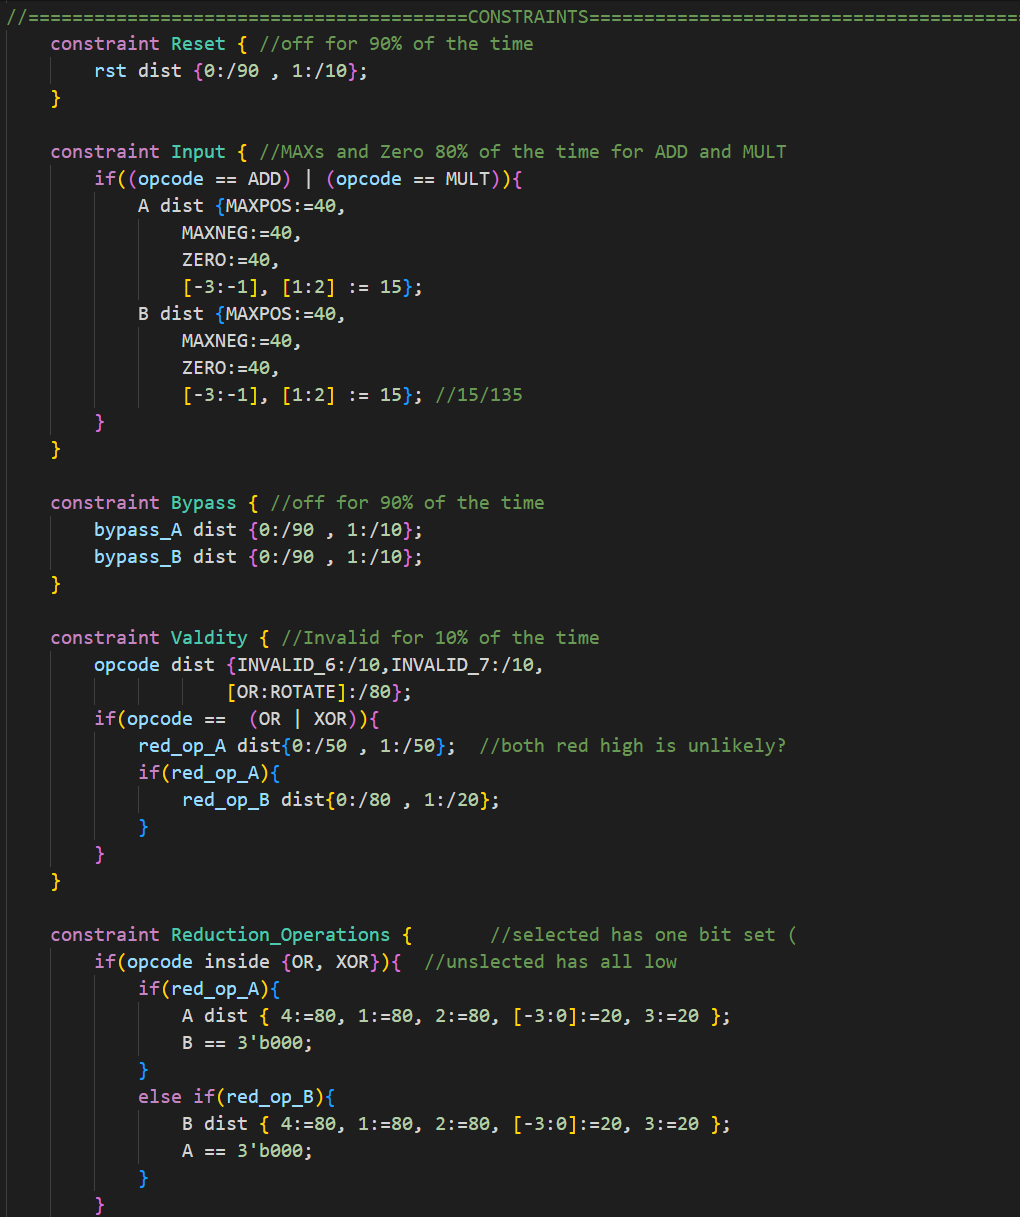 //========================================CONSTRAINTS=======================================
constraint Reset { //off for 90% of the time
rst dist {0:/90 , 1:/10};
}
constraint Input { //MAXs and Zero 80% of the time for ADD and MULT
if((opcode == ADD) | (opcode == MULT)){
A dist {MAXPOS:=40,
MAXNEG:=40,
ZERO:=40,
[-3:-1], [1:2] := 15};
B dist {MAXPOS:=40,
MAXNEG:=40,
ZERO:=40,
[-3:-1], [1:2] := 15}; //15/135
}
}
constraint Bypass { //off for 90% of the time
bypass_A dist {0:/90 , 1:/10};
bypass_B dist {0:/90 , 1:/10};
}
constraint Valdity { //Invalid for 10% of the time
opcode dist {INVALID_6:/10,INVALID_7:/10,
[OR:ROTATE]:/80};
if(opcode ==  (OR | XOR)){
red_op_A dist{0:/50 , 1:/50};  //both red high is unlikely?
if(red_op_A){
red_op_B dist{0:/80 , 1:/20};
}
}
}
constraint Reduction_Operations {       //selected has one bit set (
if(opcode inside {OR, XOR}){  //unslected has all low
if(red_op_A){
A dist { 4:=80, 1:=80, 2:=80, [-3:0]:=20, 3:=20 };
B == 3'b000;
}
else if(red_op_B){
B dist { 4:=80, 1:=80, 2:=80, [-3:0]:=20, 3:=20 };
A == 3'b000;
}
}